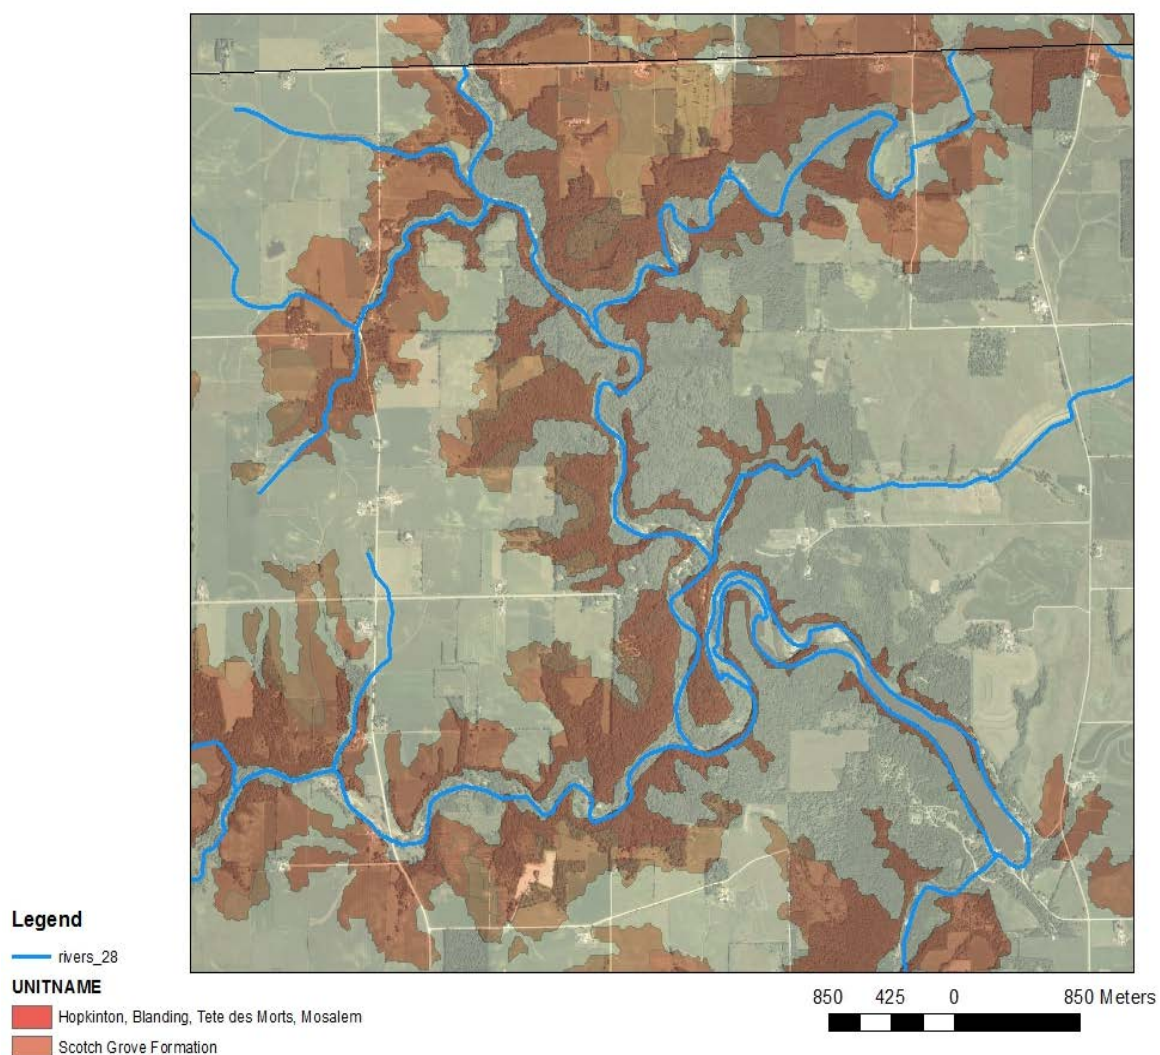 Legend
rivers_28
UNITNAME
Hopkinton, Blanding, Tete des Morts, Mosalem
Scotch Grove Formation
850 425 0 850 Meters